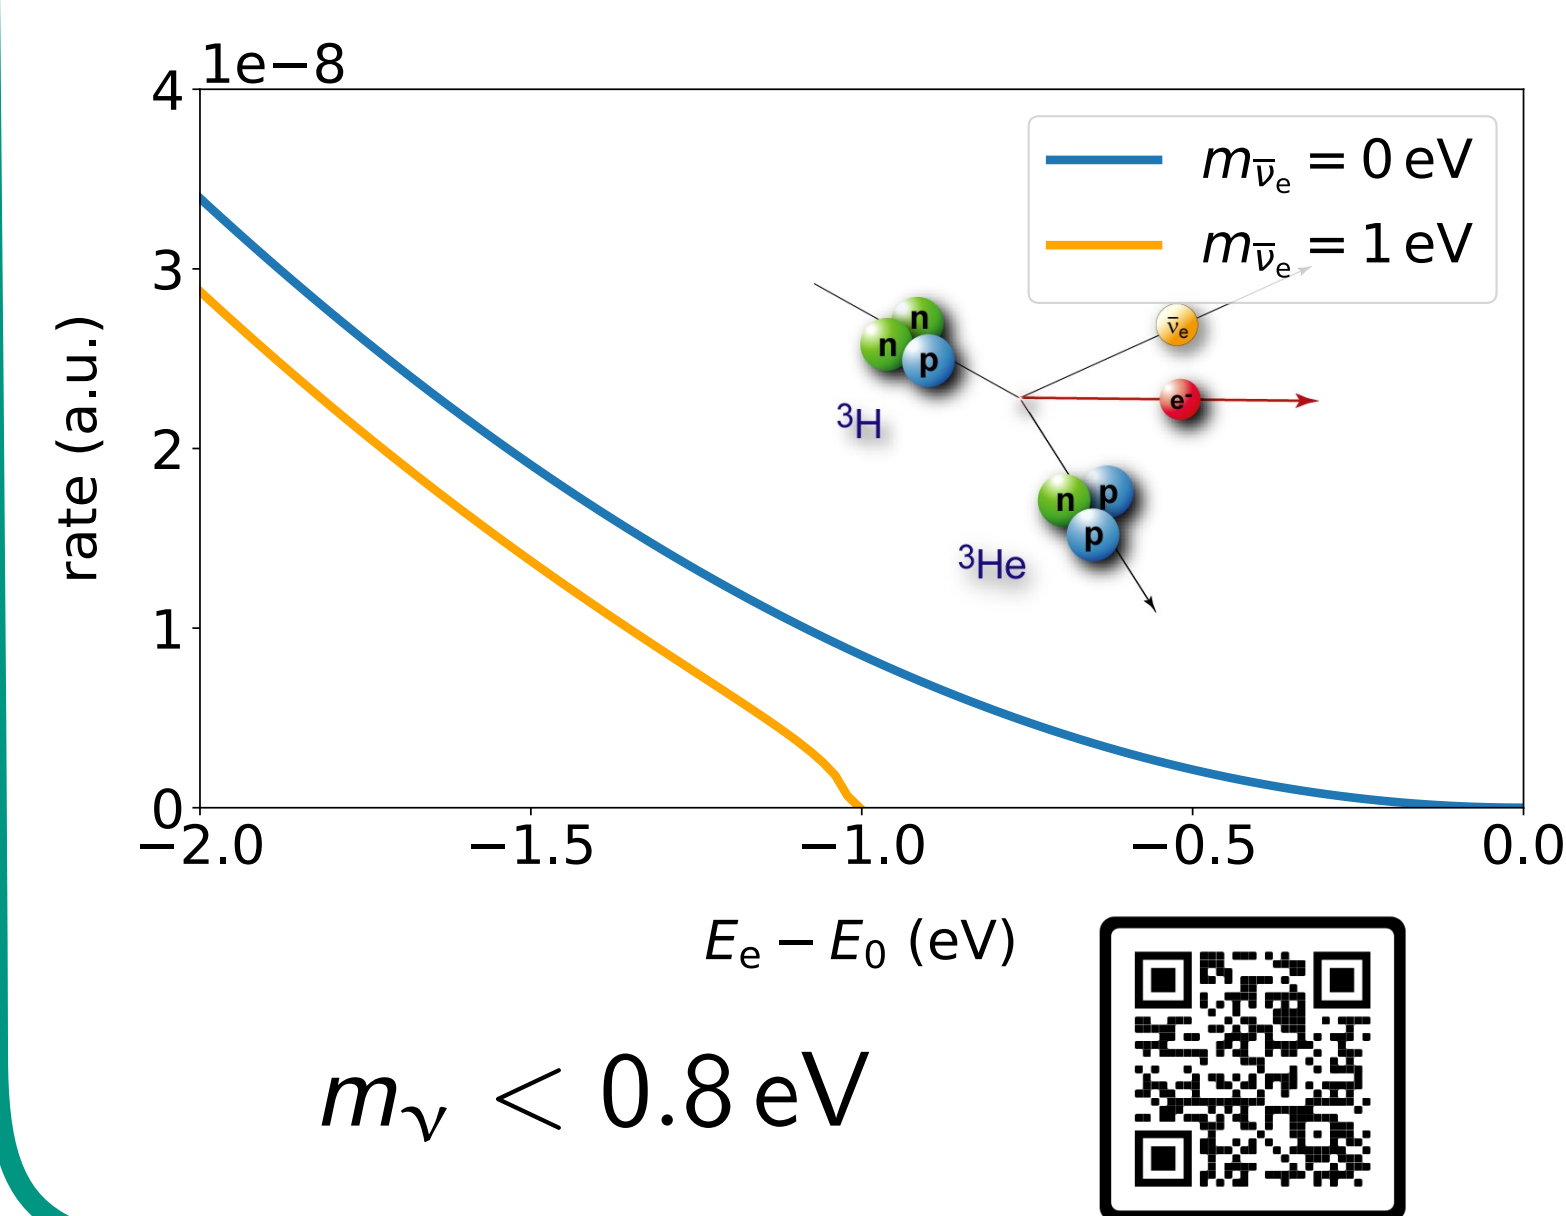 1e−8
4
3
2
1
0
rate (a.u.)
m_ν̅ₑ = 0 eV
m_ν̅ₑ = 1 eV
n
n
p
³H
ν̅ₑ
e⁻
n
p
p
³He
−2.0 −1.5 −1.0 −0.5 0.0
Eₑ − E₀ (eV)
m_ν < 0.8 eV